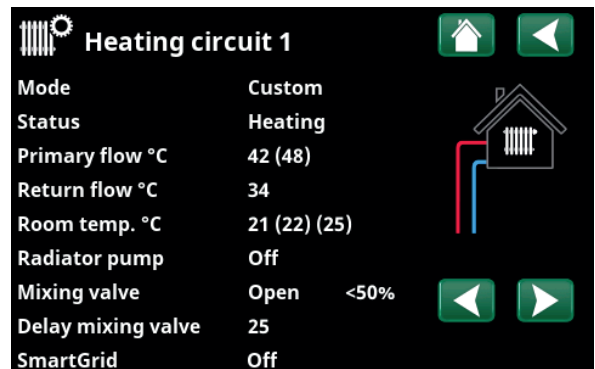 Heating circuit 1
Mode Custom
Status Heating
Primary flow °C 42 (48)
Return flow °C 34
Room temp. °C 21 (22) (25)
Radiator pump Off
Mixing valve Open <50%
Delay mixing valve 25
SmartGrid Off